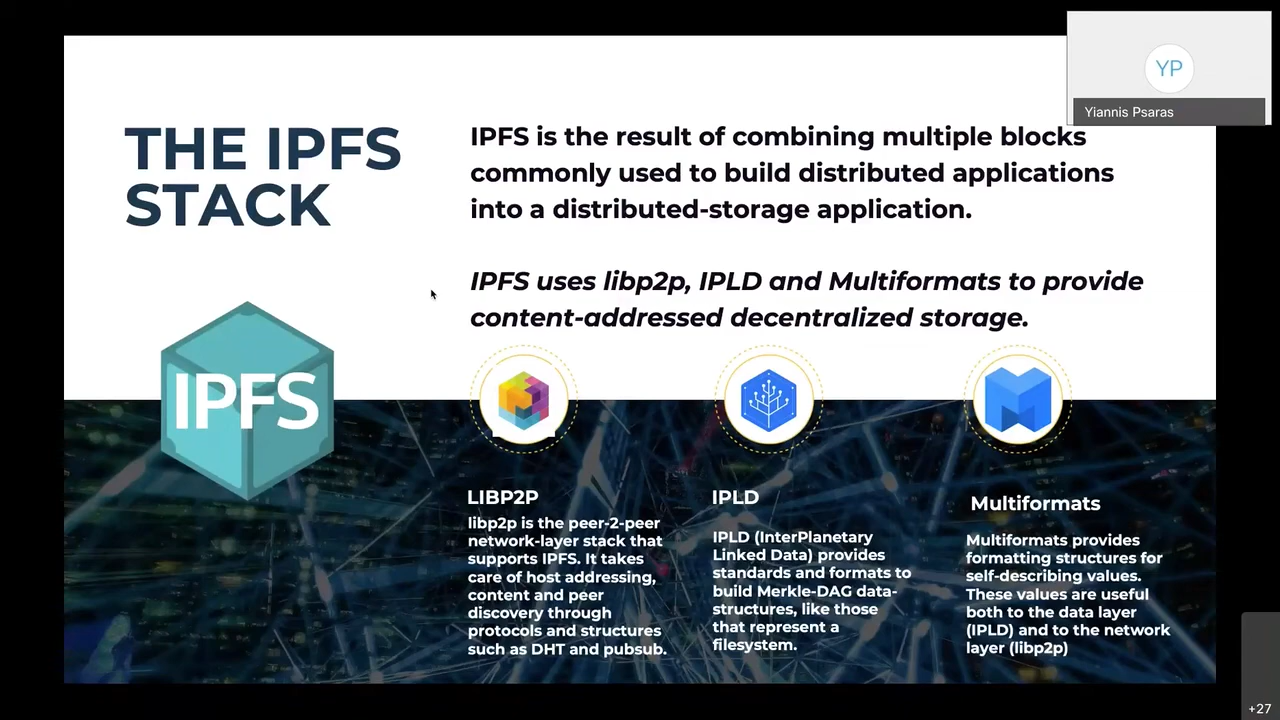 YP
Yiannis Psaras
THE IPFS
STACK
IPFS is the result of combining multiple blocks
commonly used to build distributed applications
into a distributed-storage application.
IPFS uses libp2p, IPLD and Multiformats to provide
content-addressed decentralized storage.
IPFS
LIBP2P
libp2p is the peer-2-peer
network-layer stack that
supports IPFS. It takes
care of host addressing,
content and peer
discovery through
protocols and structures
such as DHT and pubsub.
IPLD
IPLD (InterPlanetary
Linked Data) provides
standards and formats to
build Merkle-DAG data-
structures, like those
that represent a
filesystem.
Multiformats
Multiformats provides
formatting structures for
self-describing values.
These values are useful
both to the data layer
(IPLD) and to the network
layer (libp2p)
+27